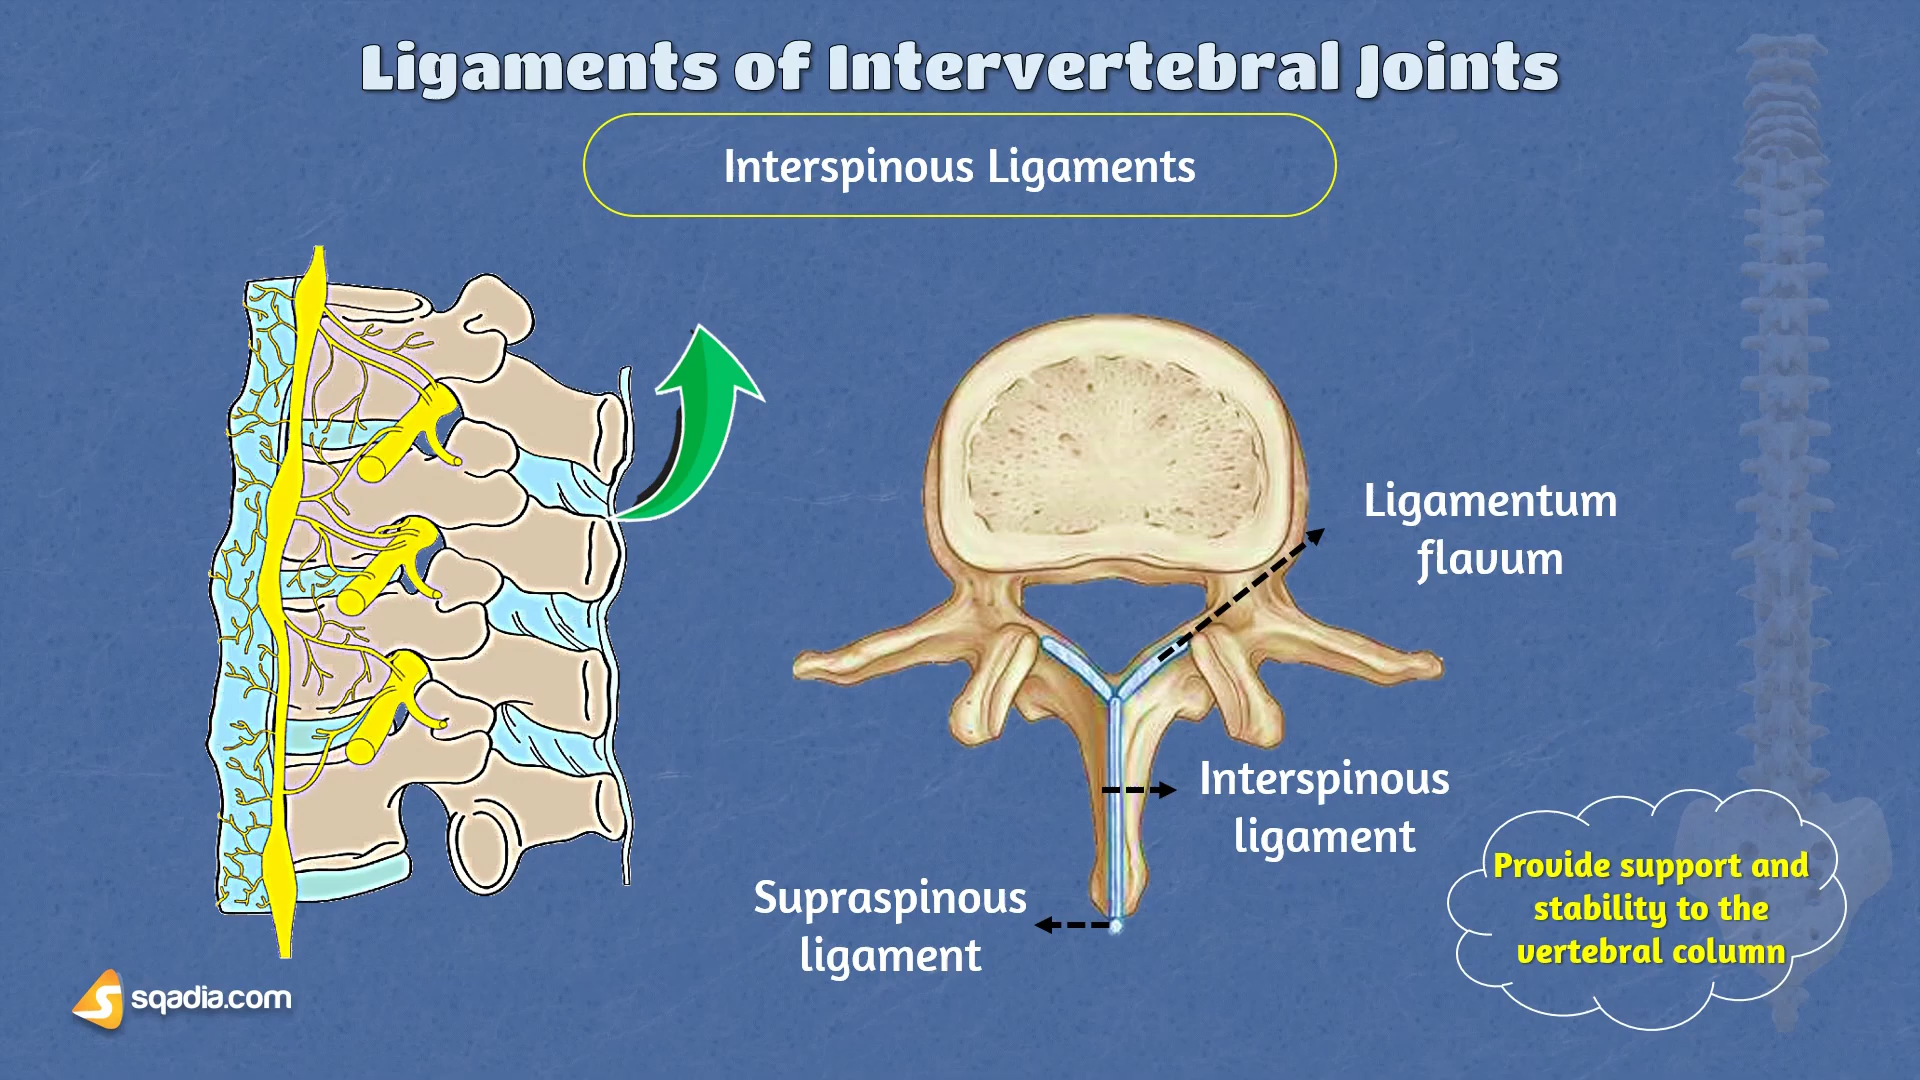 Ligaments of Intervertebral Joints
Interspinous Ligaments
Ligamentum
flavum
Interspinous
ligament
Supraspinous
ligament
Provide support and
stability to the
vertebral column
S sqadia.com